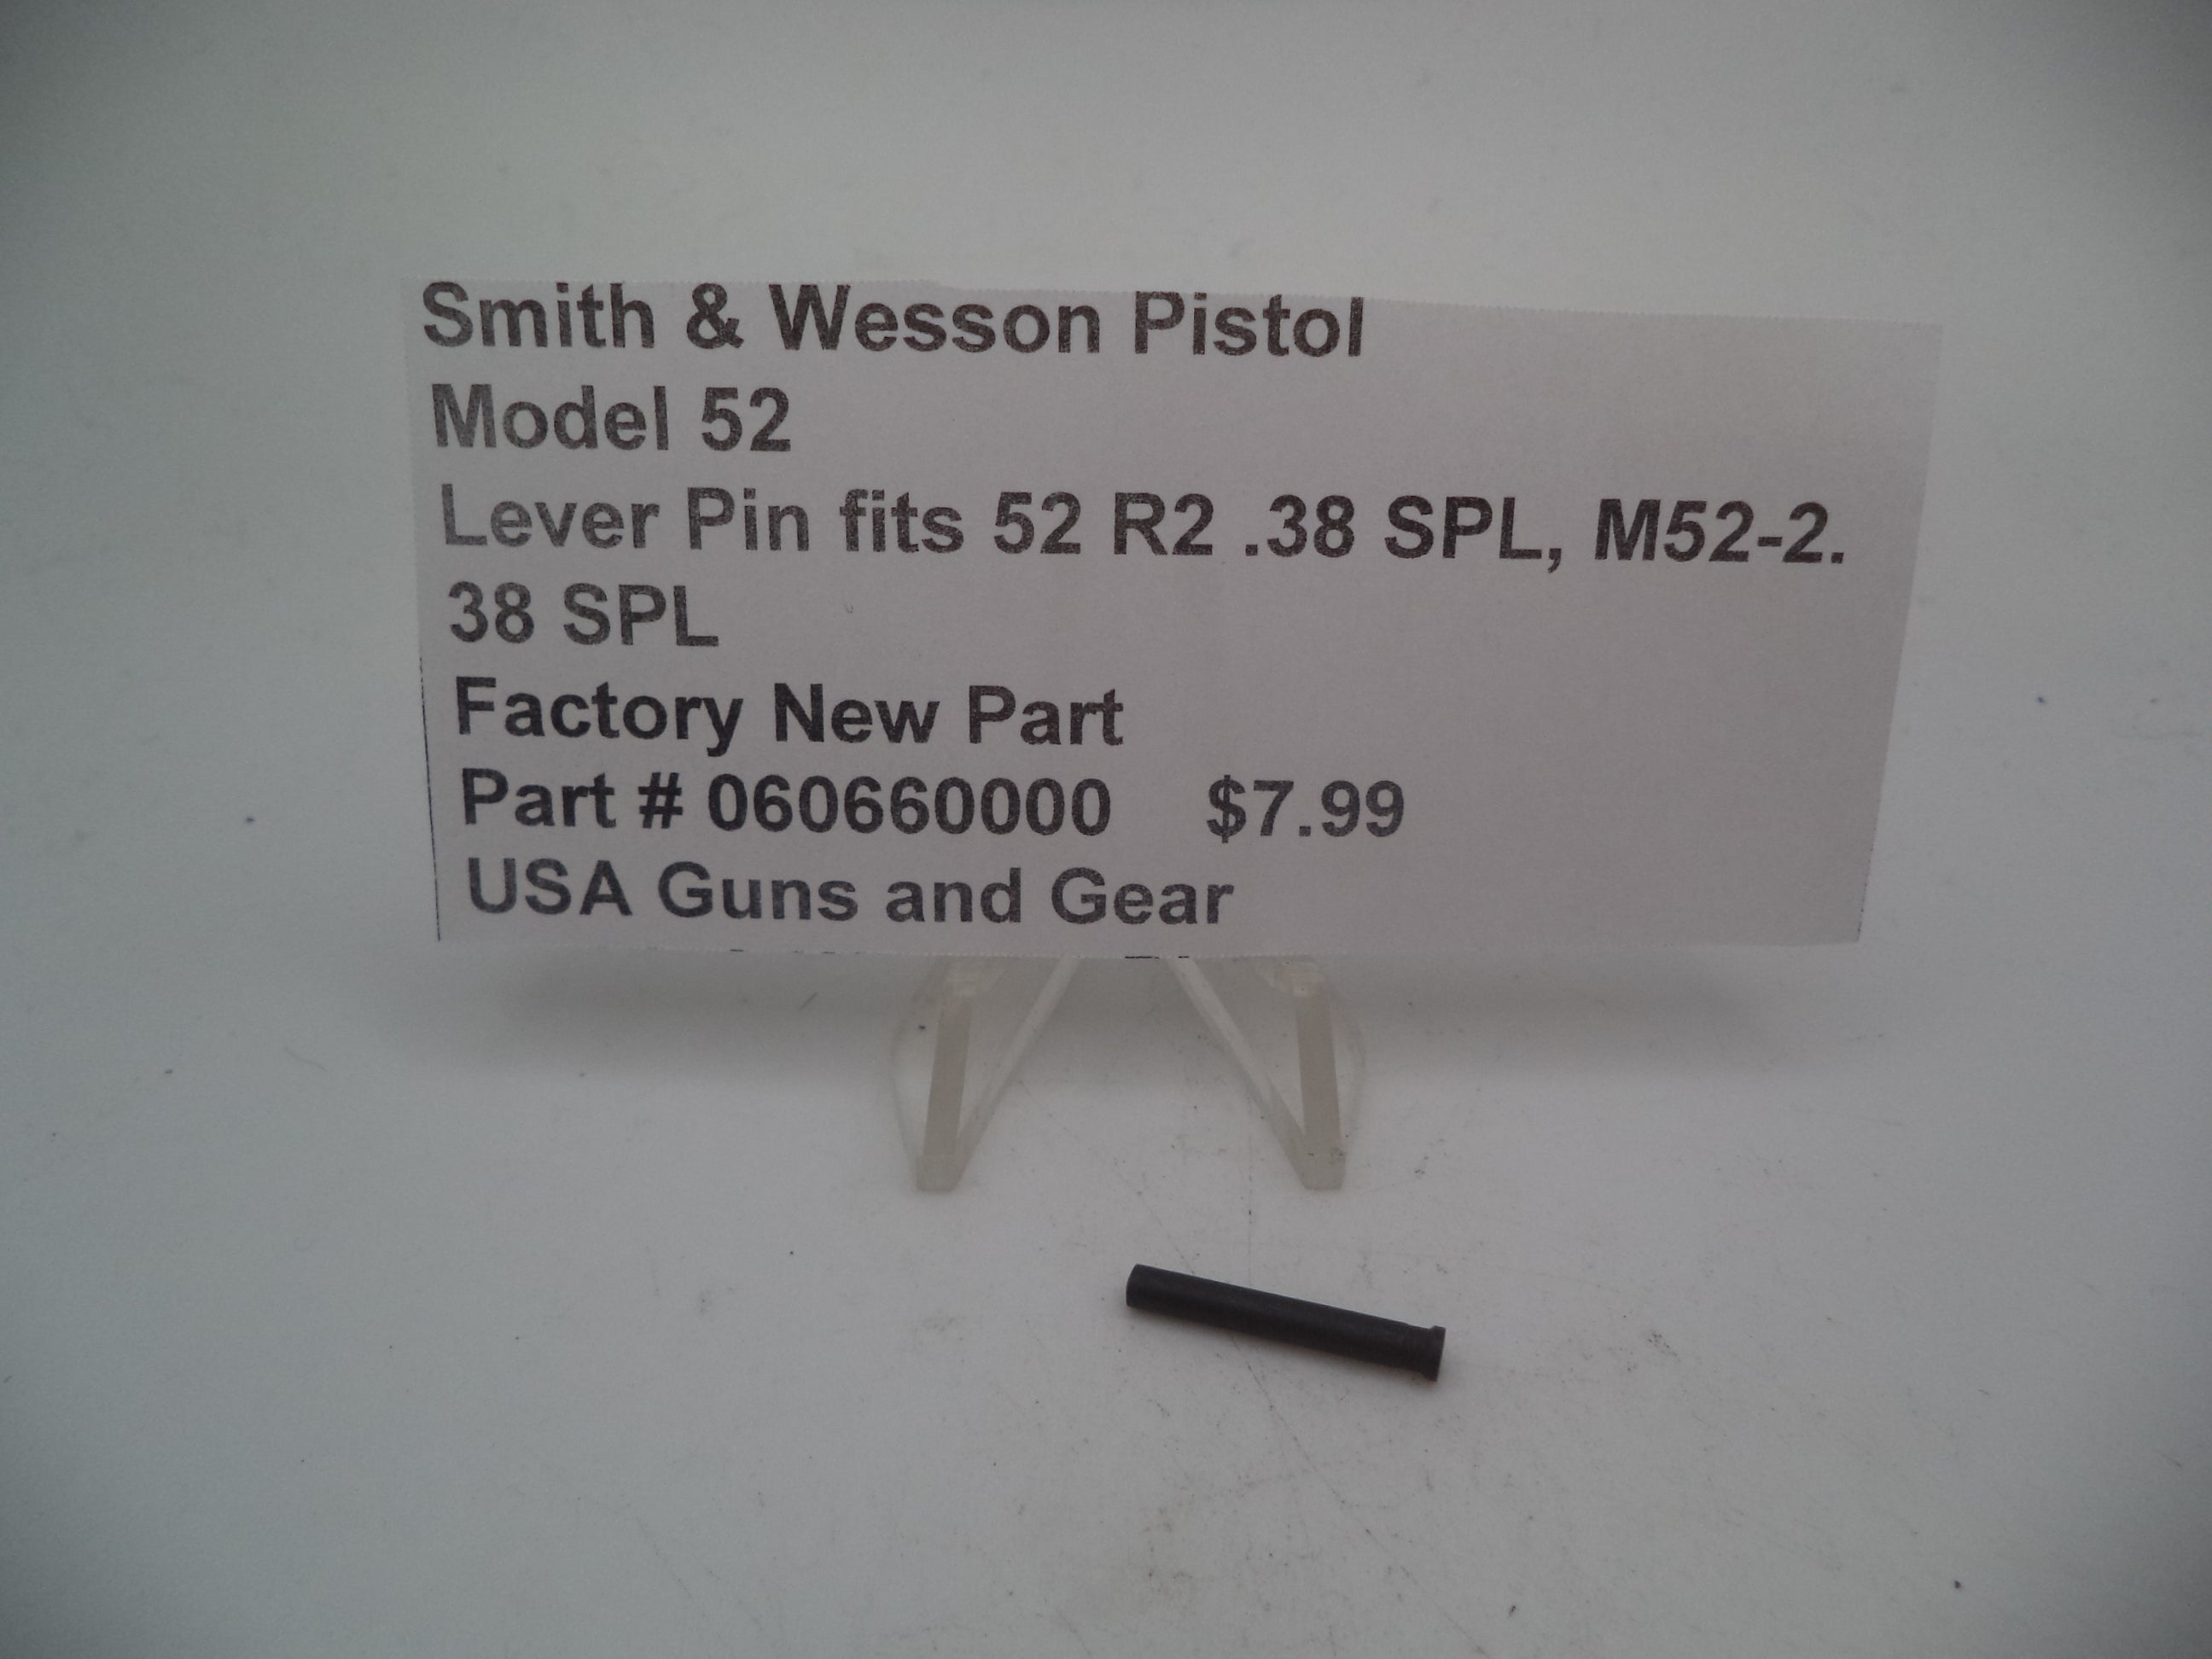 Smith & Wesson Pistol
Model 52
Lever Pin fits 52 R2 .38 SPL, M52-2.
38 SPL
Factory New Part
Part # 060660000 $7.99
USA Guns and Gear